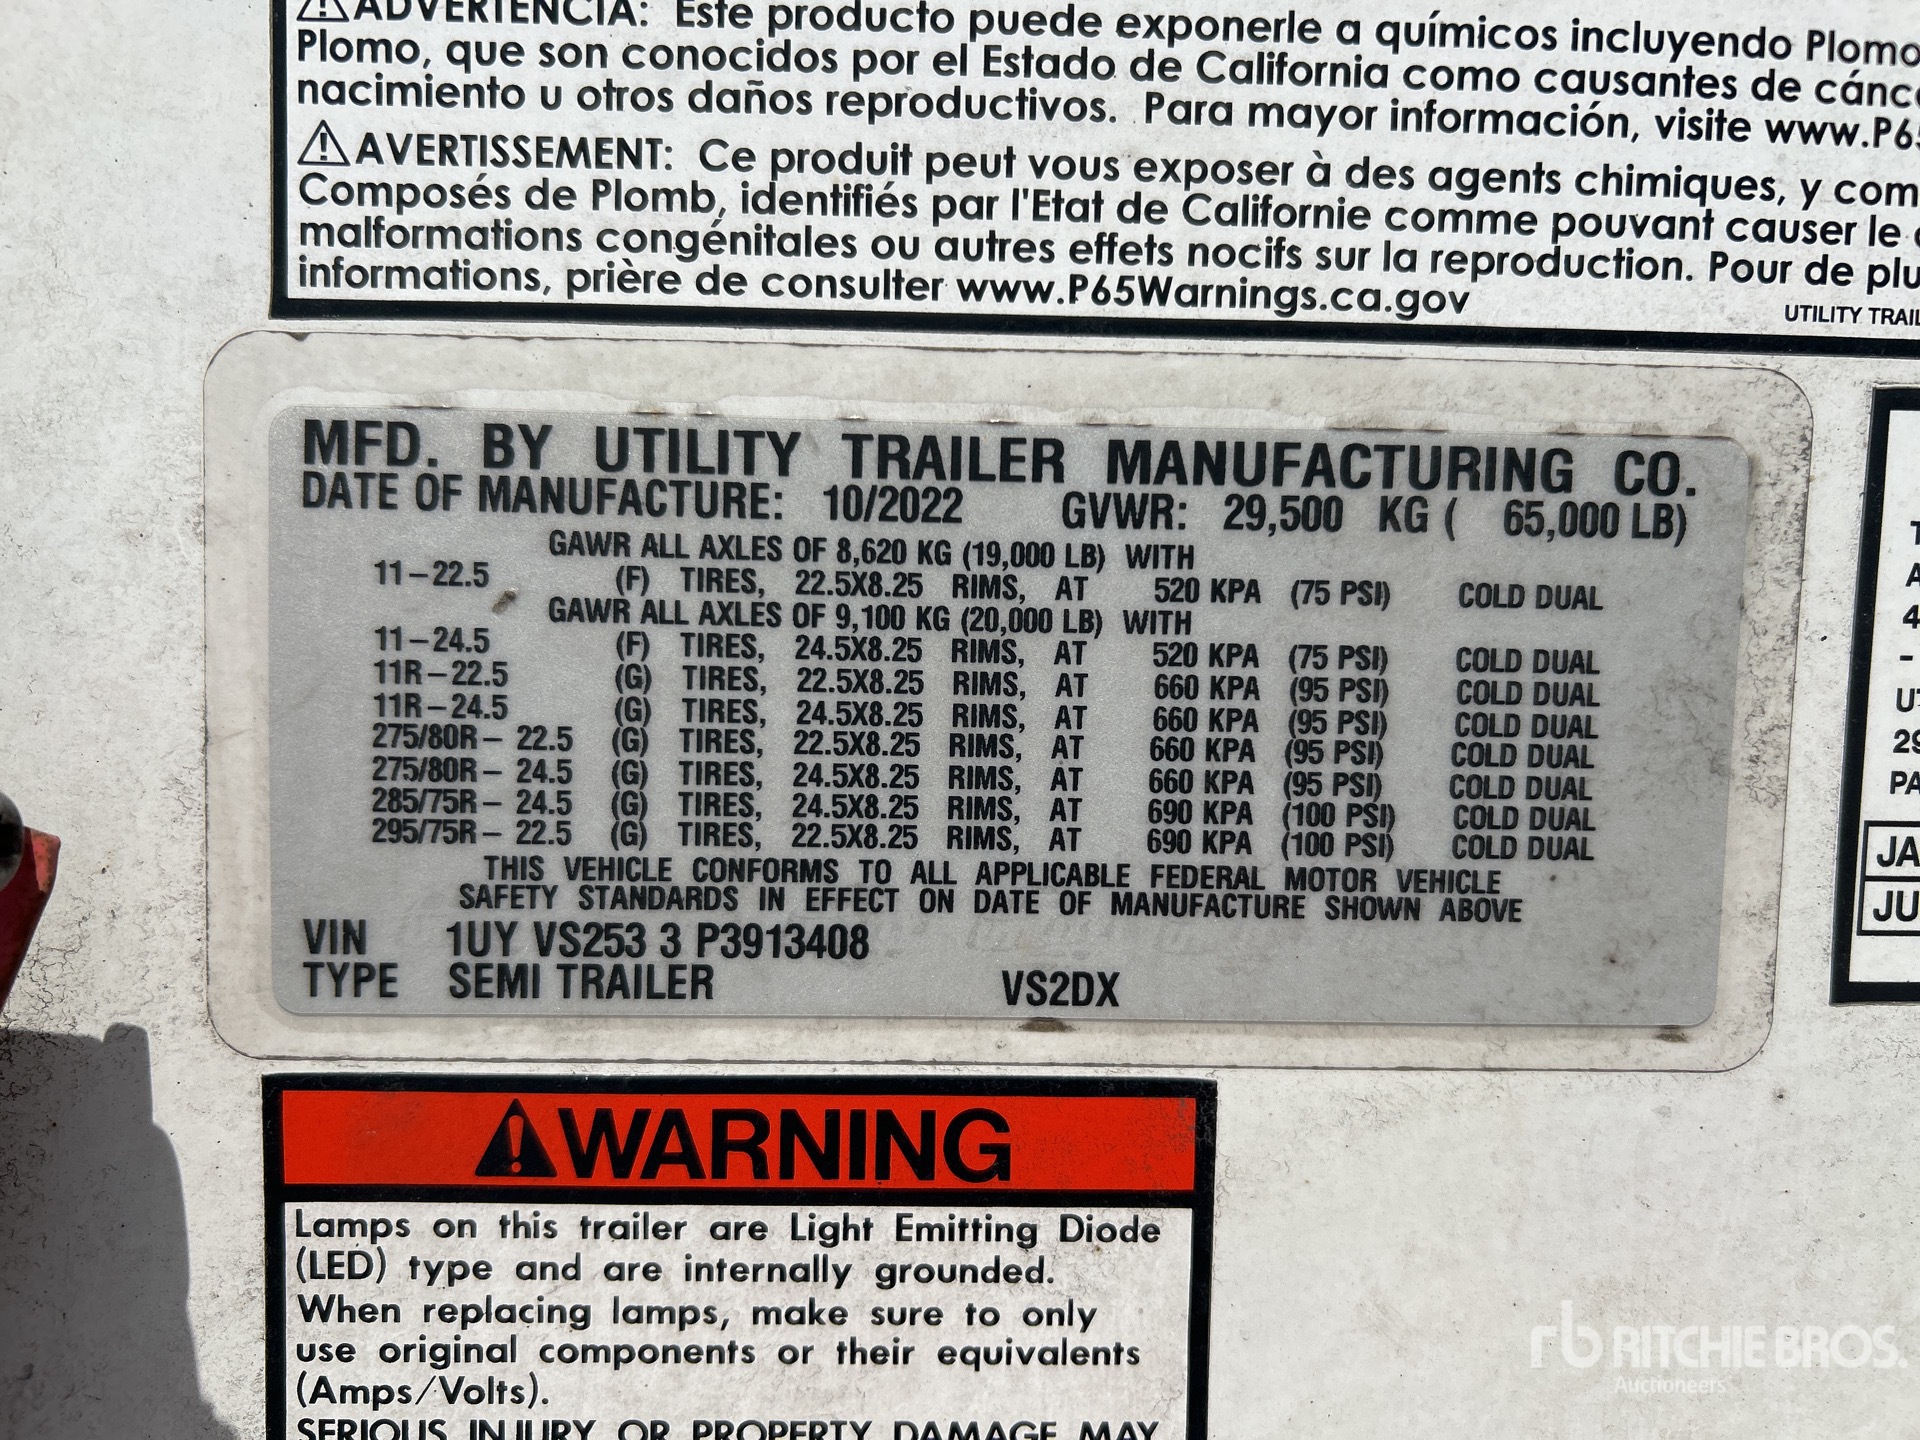 ⚠ADVERTENCIA: Este producto puede exponerle a químicos incluyendo Plomo
Plomo, que son conocidos por el Estado de California como causantes de
nacimiento u otros daños reproductivos. Para mayor información, visite www.P65
⚠AVERTISSEMENT: Ce produit peut vous exposer à des agents chimiques, y com
Composés de Plomb, identifiés par l'Etat de Californie comme pouvant causer le
malformations congénitales ou autres effets nocifs sur la reproduction. Pour de plu
informations, prière de consulter www.P65Warnings.ca.gov
UTILITY TRAIL
MFD. BY UTILITY TRAILER MANUFACTURING CO.
DATE OF MANUFACTURE: 10/2022 GVWR: 29,500 KG ( 65,000 LB)
GAWR ALL AXLES OF 8,620 KG (19,000 LB) WITH
11-22.5 (F) TIRES, 22.5X8.25 RIMS, AT 520 KPA (75 PSI) COLD DUAL
GAWR ALL AXLES OF 9,100 KG (20,000 LB) WITH
11-24.5 (F) TIRES, 24.5X8.25 RIMS, AT 520 KPA (75 PSI) COLD DUAL
11R-22.5 (G) TIRES, 22.5X8.25 RIMS, AT 660 KPA (95 PSI) COLD DUAL
11R-24.5 (G) TIRES, 24.5X8.25 RIMS, AT 660 KPA (95 PSI) COLD DUAL
275/80R- 22.5 (G) TIRES, 22.5X8.25 RIMS, AT 660 KPA (95 PSI) COLD DUAL
275/80R- 24.5 (G) TIRES, 24.5X8.25 RIMS, AT 660 KPA (95 PSI) COLD DUAL
285/75R- 24.5 (G) TIRES, 24.5X8.25 RIMS, AT 690 KPA (100 PSI) COLD DUAL
295/75R- 22.5 (G) TIRES, 22.5X8.25 RIMS, AT 690 KPA (100 PSI) COLD DUAL
THIS VEHICLE CONFORMS TO ALL APPLICABLE FEDERAL MOTOR VEHICLE
SAFETY STANDARDS IN EFFECT ON DATE OF MANUFACTURE SHOWN ABOVE
VIN 1UY VS253 3 P3913408
TYPE SEMI TRAILER VS2DX
⚠WARNING
Lamps on this trailer are Light Emitting Diode
(LED) type and are internally grounded.
When replacing lamps, make sure to only
use original components or their equivalents
(Amps/Volts).
SERIOUS INJURY OR PROPERTY DAMAGE MAY
T
A
4
-
UT
29
PA
JA
JU
rb RITCHIE BROS.
Auctioneers